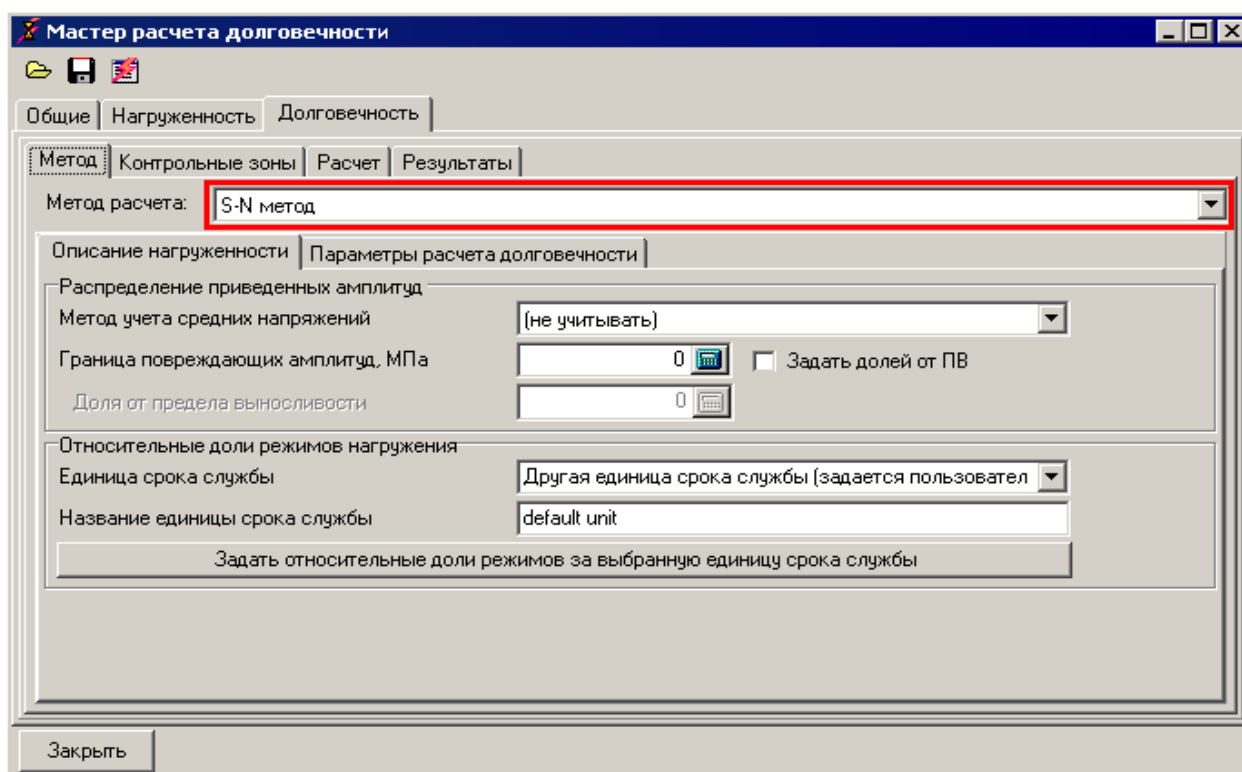 Мастер расчета долговечности
Общие Нагруженность Долговечность
Метод Контрольные зоны Расчет Результаты
Метод расчета: S-N метод
Описание нагруженности Параметры расчета долговечности
Распределение приведенных амплитуд
Метод учета средних напряжений (не учитывать)
Граница повреждающих амплитуд, МПа 0 Задать долей от ПВ
Доля от предела выносливости 0
Относительные доли режимов нагружения
Единица срока службы Другая единица срока службы (задается пользовател
Название единицы срока службы default unit
Задать относительные доли режимов за выбранную единицу срока службы
Закрыть